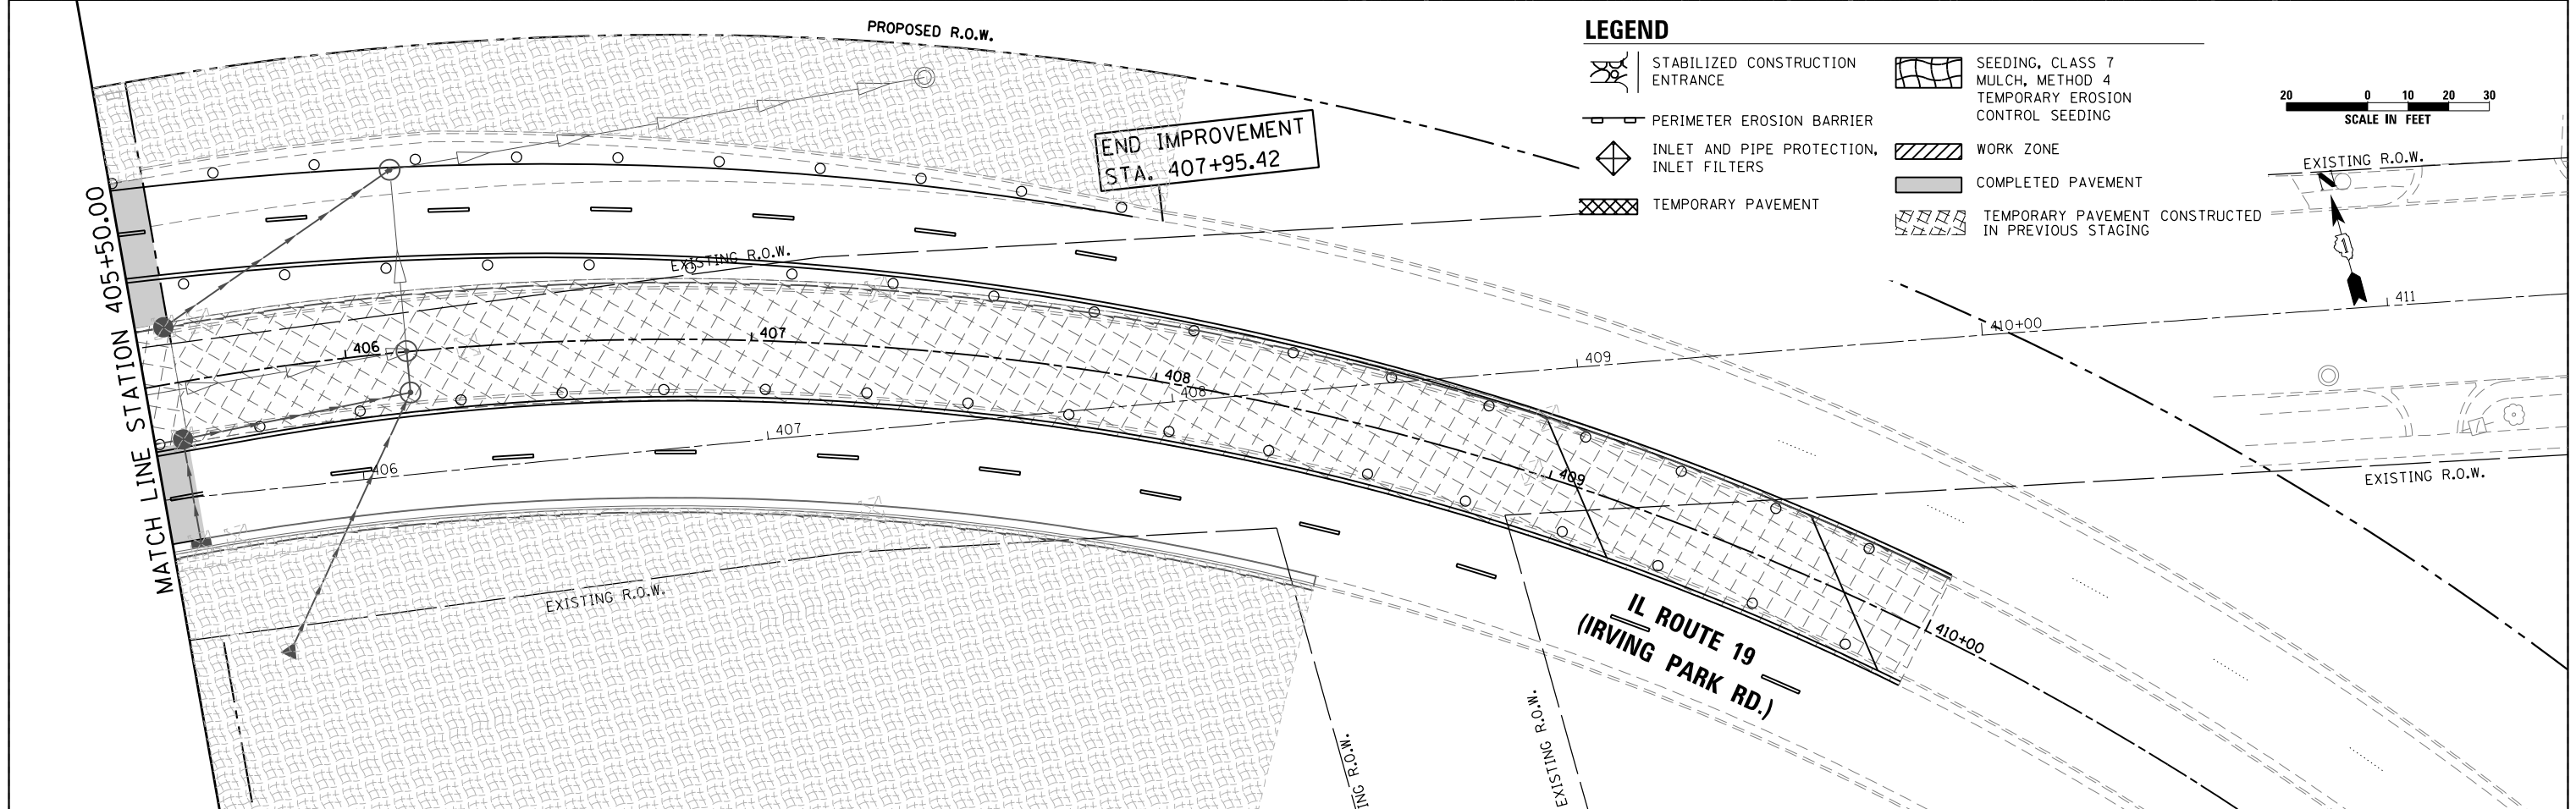 PROPOSED R.O.W.
LEGEND
STABILIZED CONSTRUCTION
ENTRANCE
PERIMETER EROSION BARRIER
INLET AND PIPE PROTECTION,
INLET FILTERS
TEMPORARY PAVEMENT
SEEDING, CLASS 7
MULCH, METHOD 4
TEMPORARY EROSION
CONTROL SEEDING
WORK ZONE
COMPLETED PAVEMENT
TEMPORARY PAVEMENT CONSTRUCTED
IN PREVIOUS STAGING
20 0 10 20 30
SCALE IN FEET
EXISTING R.O.W.
END IMPROVEMENT
STA. 407+95.42
MATCH LINE STATION 405+50.00
EXISTING R.O.W.
406
407
408
409
410+00
406
407
408
409
410+00
411
EXISTING R.O.W.
EXISTING R.O.W.
IL ROUTE 19
(IRVING PARK RD.)
ING R.O.W.
EXISTING R.O.W.